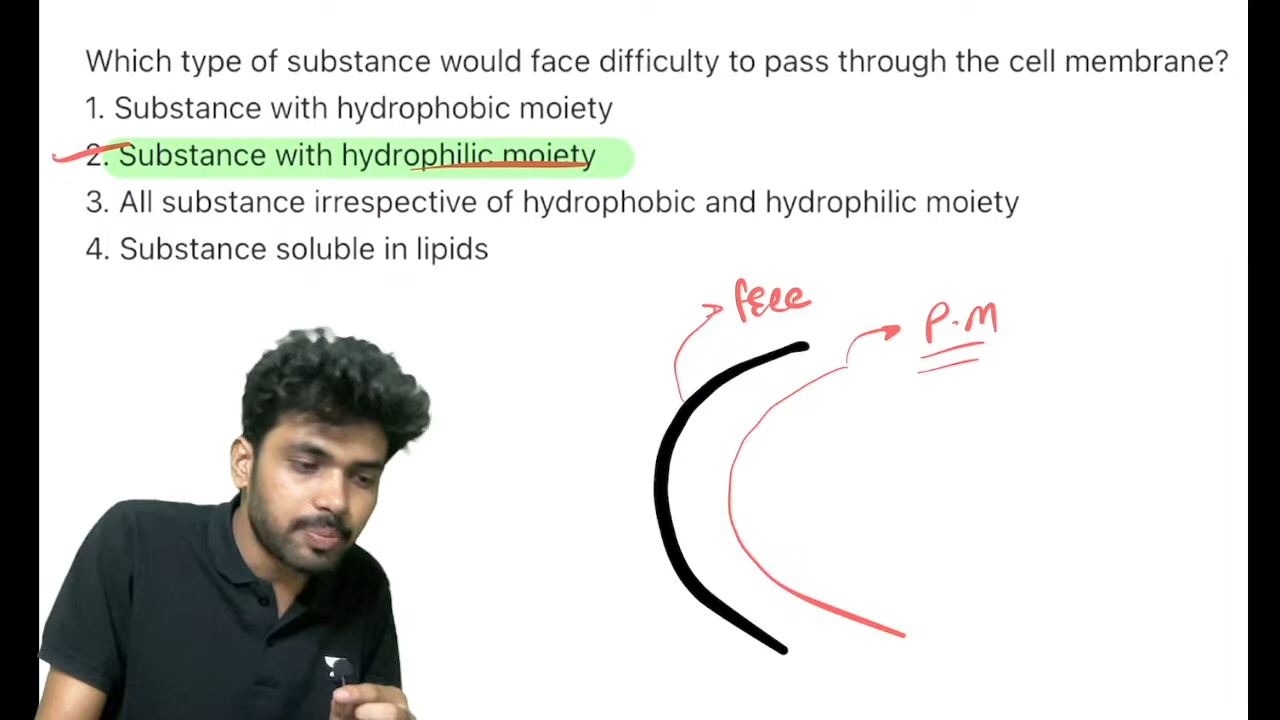 Which type of substance would face difficulty to pass through the cell membrane?
1. Substance with hydrophobic moiety
2. Substance with hydrophilic moiety
3. All substance irrespective of hydrophobic and hydrophilic moiety
4. Substance soluble in lipids
P.M